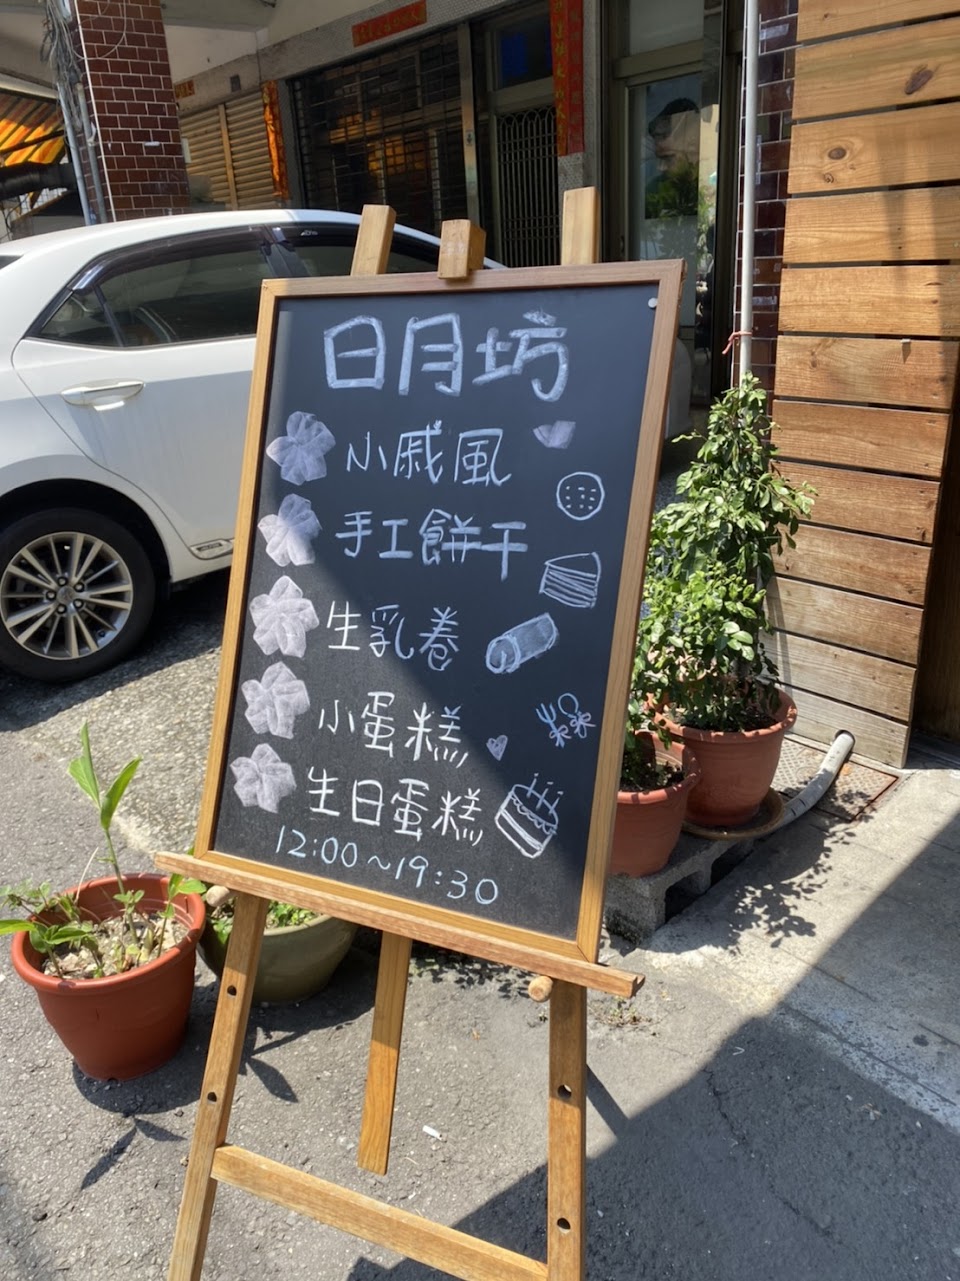 日月坊
小戚風
手工餅干
生乳卷
小蛋糕
生日蛋糕
12:00~19:30